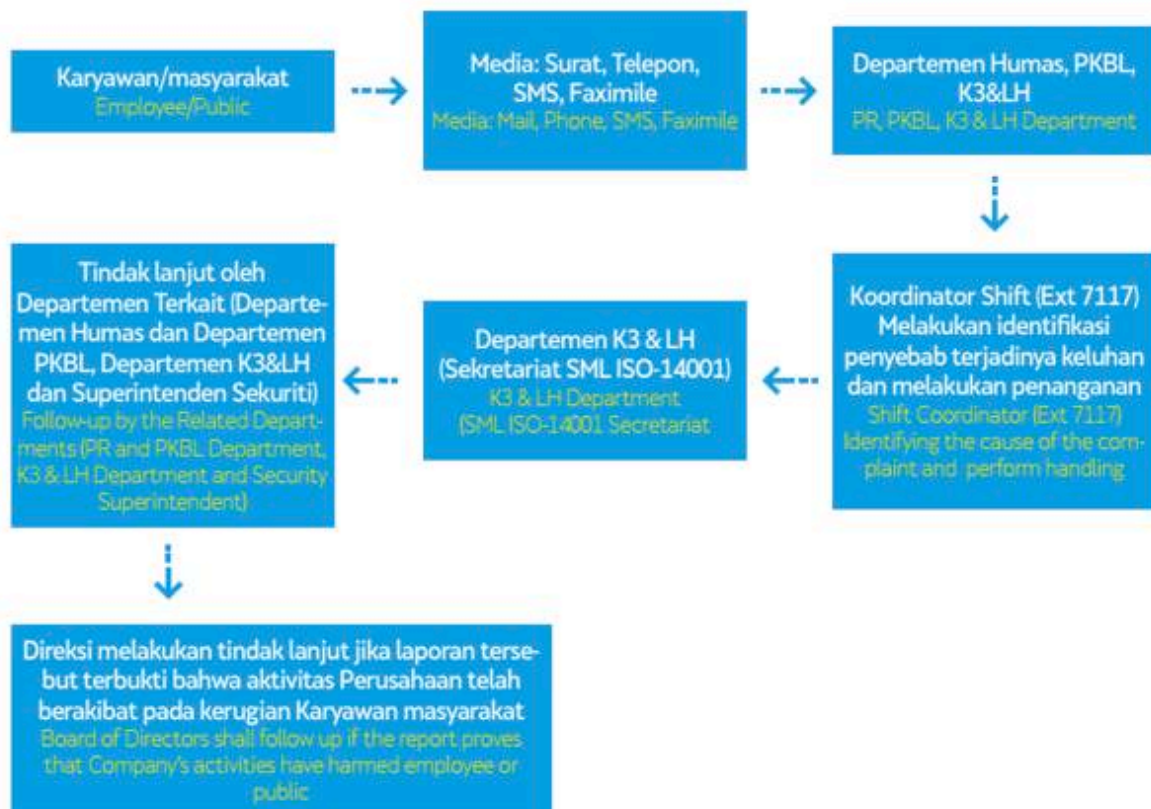 Karyawan/masyarakat
Employee/Public
Media: Surat, Telepon,
SMS, Faximile
Media: Mail, Phone, SMS, Faximile
Departemen Humas, PKBL,
K3&LH
PR, PKBL, K3 & LH Department
Koordinator Shift (Ext 7117)
Melakukan identifikasi
penyebab terjadinya keluhan
dan melakukan penanganan
Shift Coordinator (Ext 7117)
Identifying the cause of the com-
plaint and perform handling
Departemen K3 & LH
(Sekretariat SML ISO-14001)
K3 & LH Department
(SML ISO-14001 Secretariat
Tindak lanjut oleh
Departemen Terkait (Departe-
men Humas dan Departemen
PKBL, Departemen K3&LH
dan Superintenden Sekuriti)
Follow-up by the Related Depart-
ments (PR and PKBL Department,
K3 & LH Department and Security
Superintendent)
Direksi melakukan tindak lanjut jika laporan terse-
but terbukti bahwa aktivitas Perusahaan telah
berakibat pada kerugian Karyawan masyarakat
Board of Directors shall follow up if the report proves
that Company's activities have harmed employee or
public